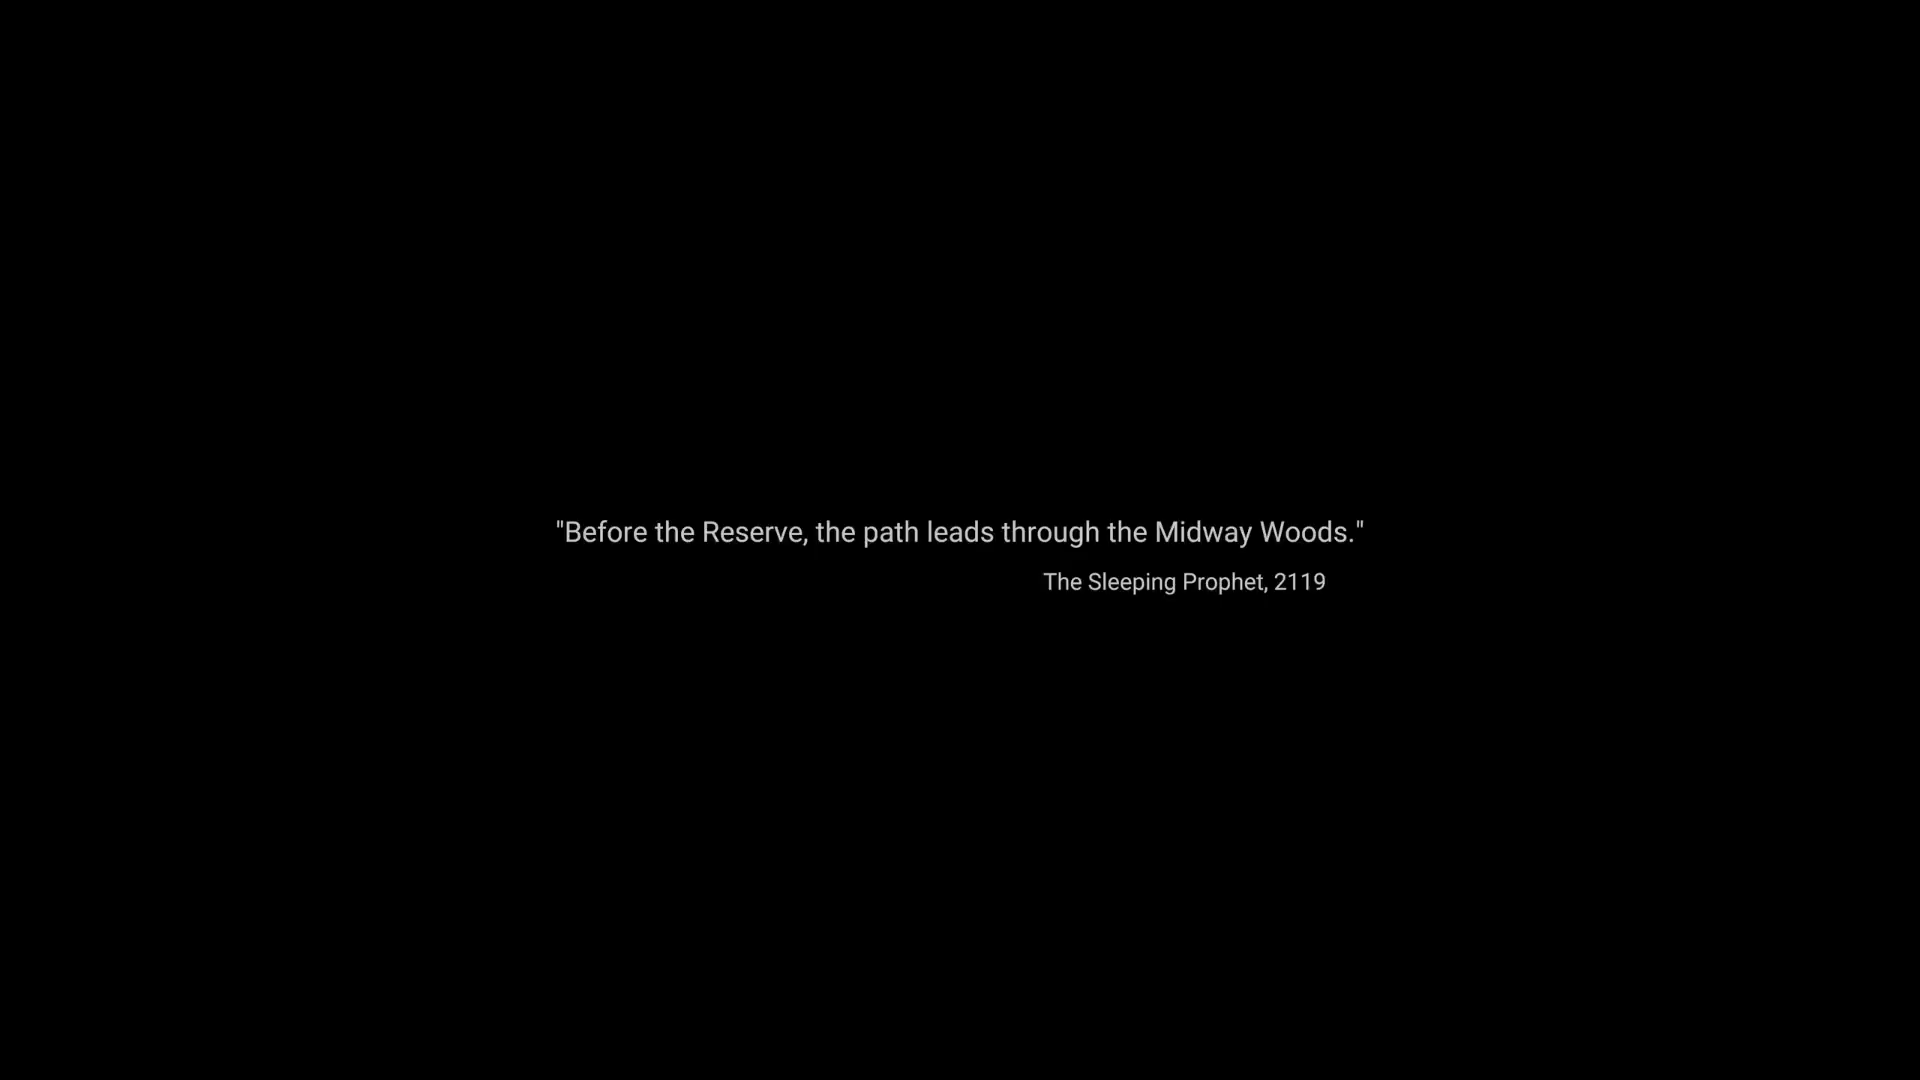 "Before the Reserve, the path leads through the Midway Woods."
The Sleeping Prophet, 2119